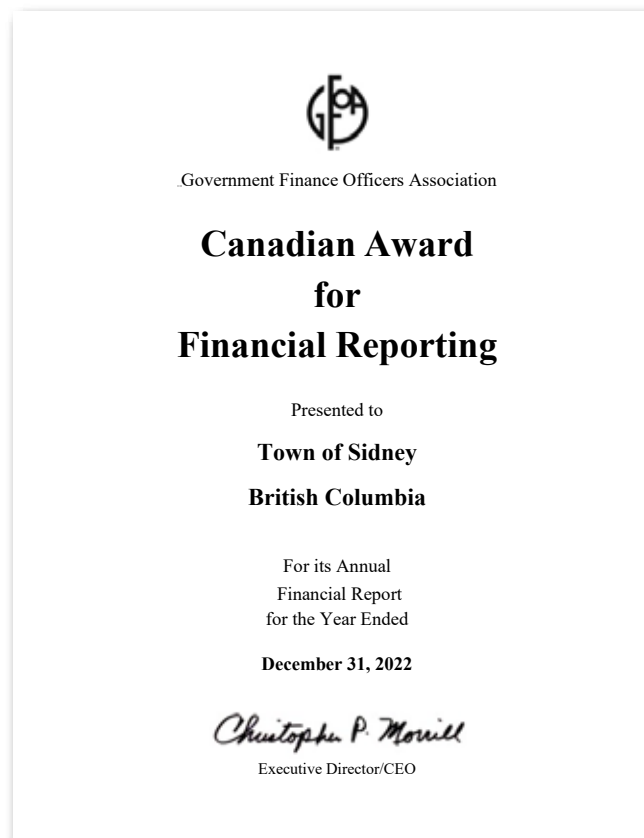 GFOA
Government Finance Officers Association
Canadian Award
for
Financial Reporting
Presented to
Town of Sidney
British Columbia
For its Annual
Financial Report
for the Year Ended
December 31, 2022
Christopher P. Morrill
Executive Director/CEO